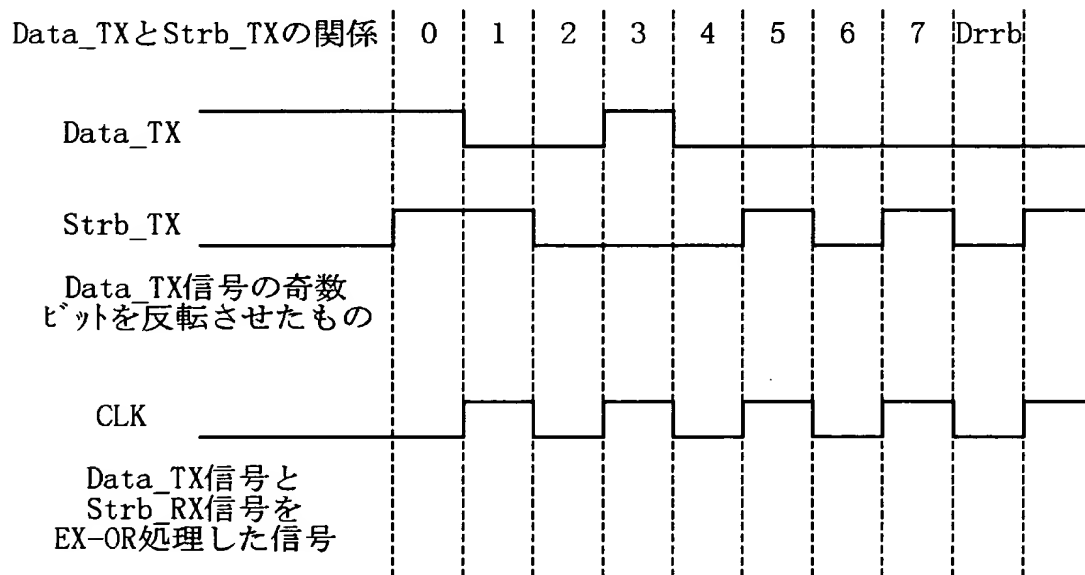 Data_TXとStrb_TXの関係 0 1 2 3 4 5 6 7 Drrb
Data_TX
Strb_TX
Data_TX信号の奇数
ﾋﾞｯﾄを反転させたもの
CLK
Data_TX信号と
Strb_RX信号を
EX-OR処理した信号